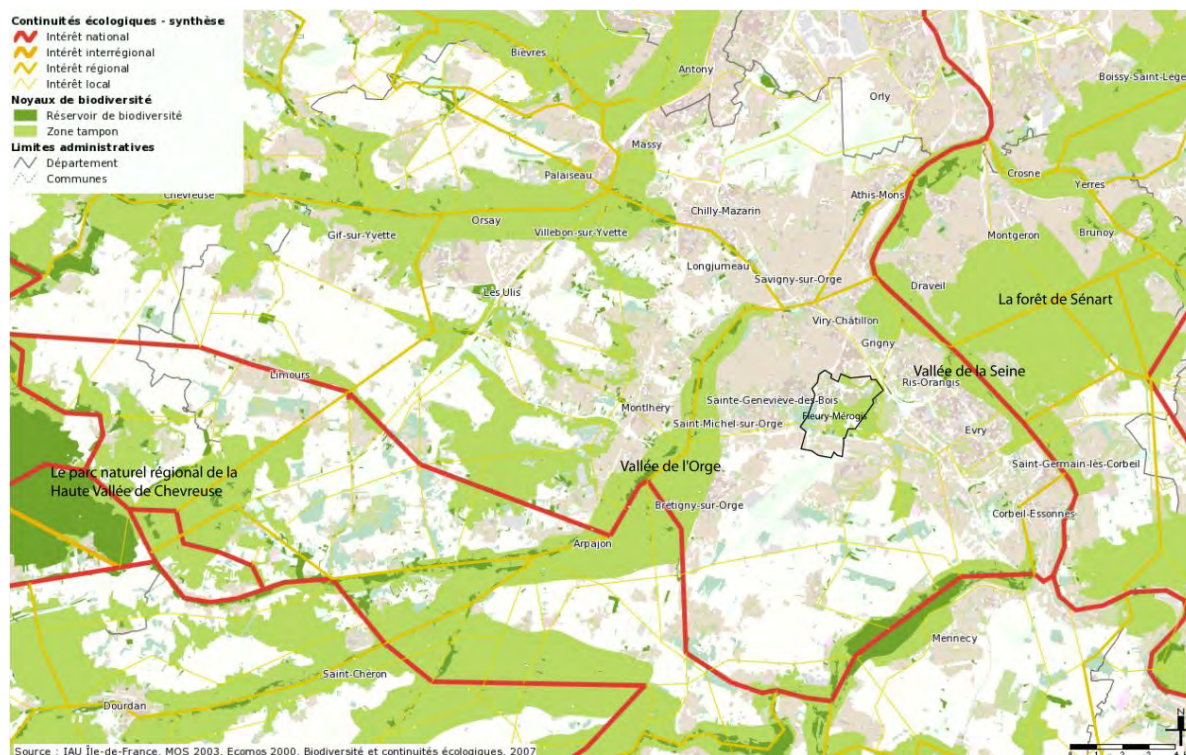 Continuités écologiques - synthèse
Intérêt national
Intérêt interrégional
Intérêt régional
Intérêt local
Noyaux de biodiversité
Réservoir de biodiversité
Zone tampon
Limites administratives
Département
Communes
Bièvres
Antony
Boissy-Saint-Lege
Orly
Massy
Palaiseau
Crosne
Yerres
Chevreuse
Athis-Mons
Chilly-Mazarin
Orsay
Gif-sur-Yvette
Villebon-sur-Yvette
Montgeron
Brunoy
Longjumeau
Savigny-sur-Orge
Draveil
Les Ulis
La forêt de Sénart
Viry-Châtillon
Grigny
Vallée de la Seine
Limours
Ris-Orangis
Sainte-Geneviève-des-Bois
Montlhéry
Fleury-Mérogis
Saint-Michel-sur-Orge
Evry
Vallée de l'Orge
Saint-Germain-lès-Corbeil
Le parc naturel régional de la
Haute Vallée de Chevreuse
Brétigny-sur-Orge
Corbeil-Essonnes
Arpajon
Mennecy
Saint-Chéron
Dourdan
N
Source : IAU Île-de-France, MOS 2003, Ecomos 2000, Biodiversité et continuités écologiques, 2007